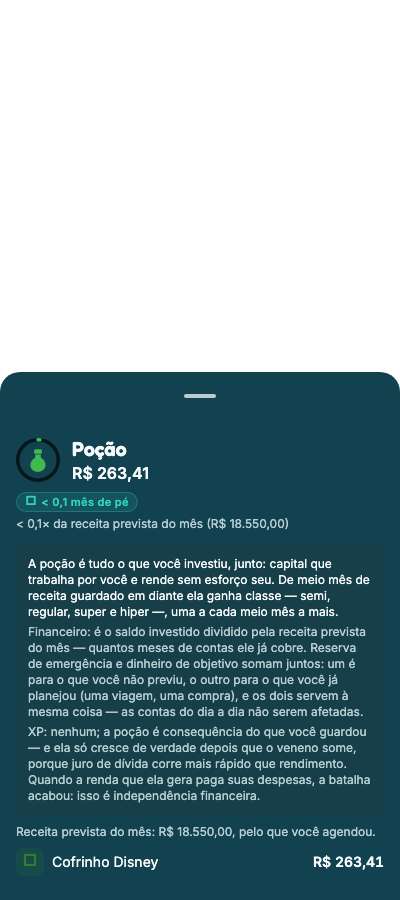 Poção
R$ 263,41
< 0,1 mês de pé
< 0,1× da receita prevista do mês (R$ 18.550,00)
A poção é tudo o que você investiu, junto: capital que
trabalha por você e rende sem esforço seu. De meio mês de
receita guardado em diante ela ganha classe — semi,
regular, super e hiper —, uma a cada meio mês a mais.
Financeiro: é o saldo investido dividido pela receita prevista
do mês — quantos meses de contas ele já cobre. Reserva
de emergência e dinheiro de objetivo somam juntos: um é
para o que você não previu, o outro para o que você já
planejou (uma viagem, uma compra), e os dois servem à
mesma coisa — as contas do dia a dia não serem afetadas.
XP: nenhum; a poção é consequência do que você guardou
— e ela só cresce de verdade depois que o veneno some,
porque juro de dívida corre mais rápido que rendimento.
Quando a renda que ela gera paga suas despesas, a batalha
acabou: isso é independência financeira.
Receita prevista do mês: R$ 18.550,00, pelo que você agendou.
Cofrinho Disney R$ 263,41